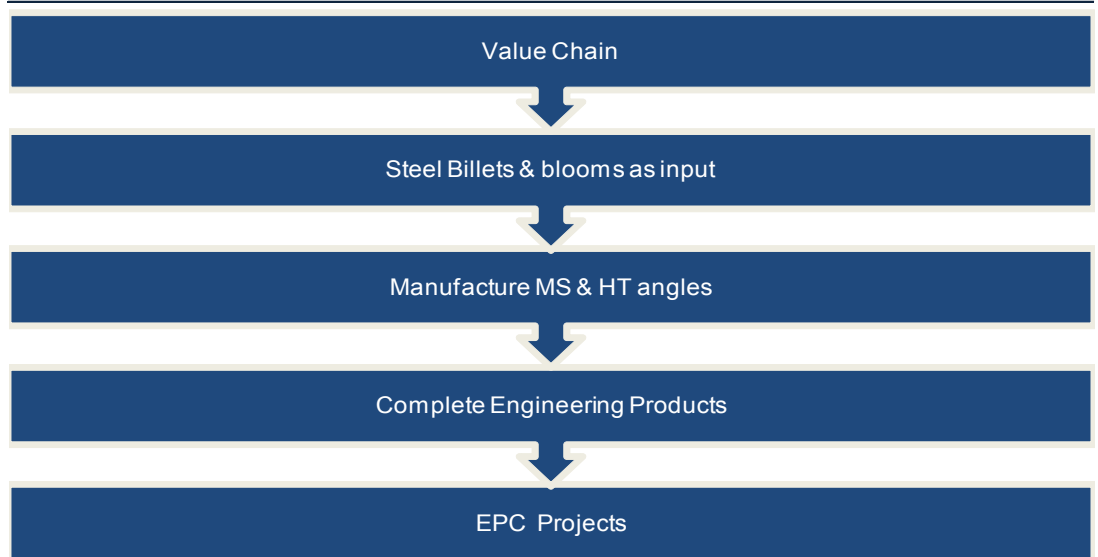 Value Chain
Steel Billets & blooms as input
Manufacture MS & HT angles
Complete Engineering Products
EPC Projects